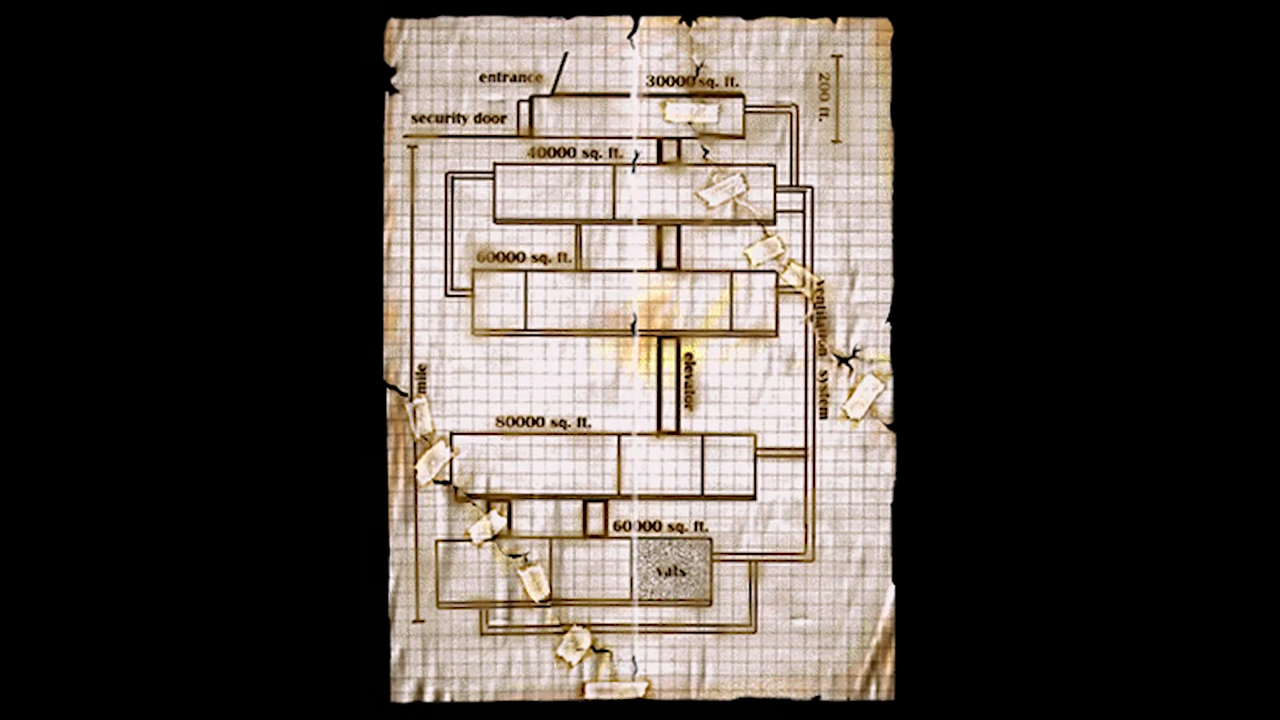 entrance
30000 sq. ft.
200 ft.
security door
40000 sq. ft.
60000 sq. ft.
ventilation system
elevator
mile
80000 sq. ft.
60000 sq. ft.
vats